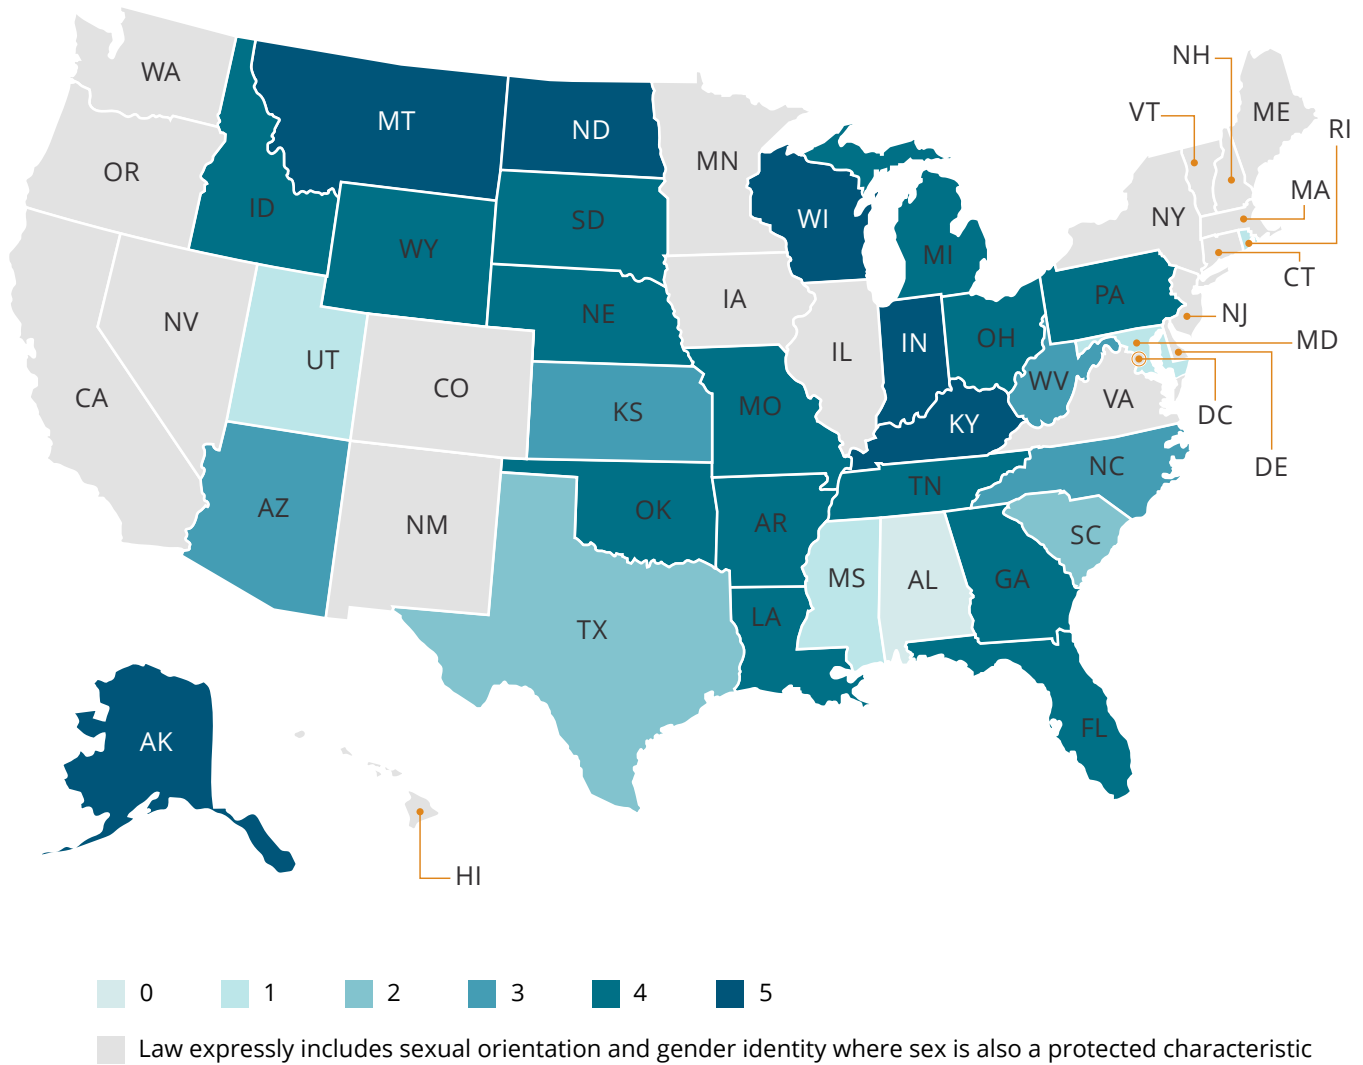 NH
WA
VT
ME
MT
RI
ND
MN
OR
MA
ID
WI
NY
SD
WY
MI
CT
PA
IA
NE
NJ
NV
OH
MD
IN
IL
UT
CO
WV
CA
VA
KS
MO
DC
KY
NC
DE
TN
AZ
OK
AR
NM
SC
MS
AL
GA
LA
TX
FL
AK
HI
0 1 2 3 4 5
Law expressly includes sexual orientation and gender identity where sex is also a protected characteristic